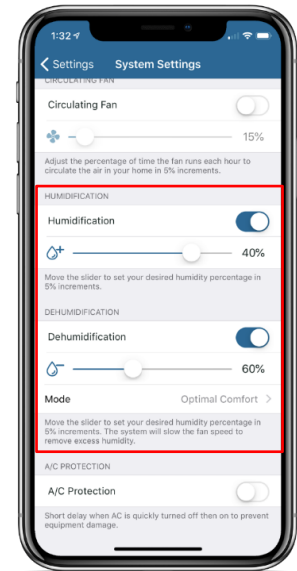 1:32
Settings
System Settings
CIRCULATING FAN
Circulating Fan
15%
Adjust the percentage of time the fan runs each hour to
circulate the air in your home in 5% increments.
HUMIDIFICATION
Humidification
40%
Move the slider to set your desired humidity percentage in
5% increments.
DEHUMIDIFICATION
Dehumidification
60%
Mode
Optimal Comfort
Move the slider to set your desired humidity percentage in
5% increments. The system will slow the fan speed to
remove excess humidity.
A/C PROTECTION
A/C Protection
Short delay when AC is quickly turned off then on to prevent
equipment damage.